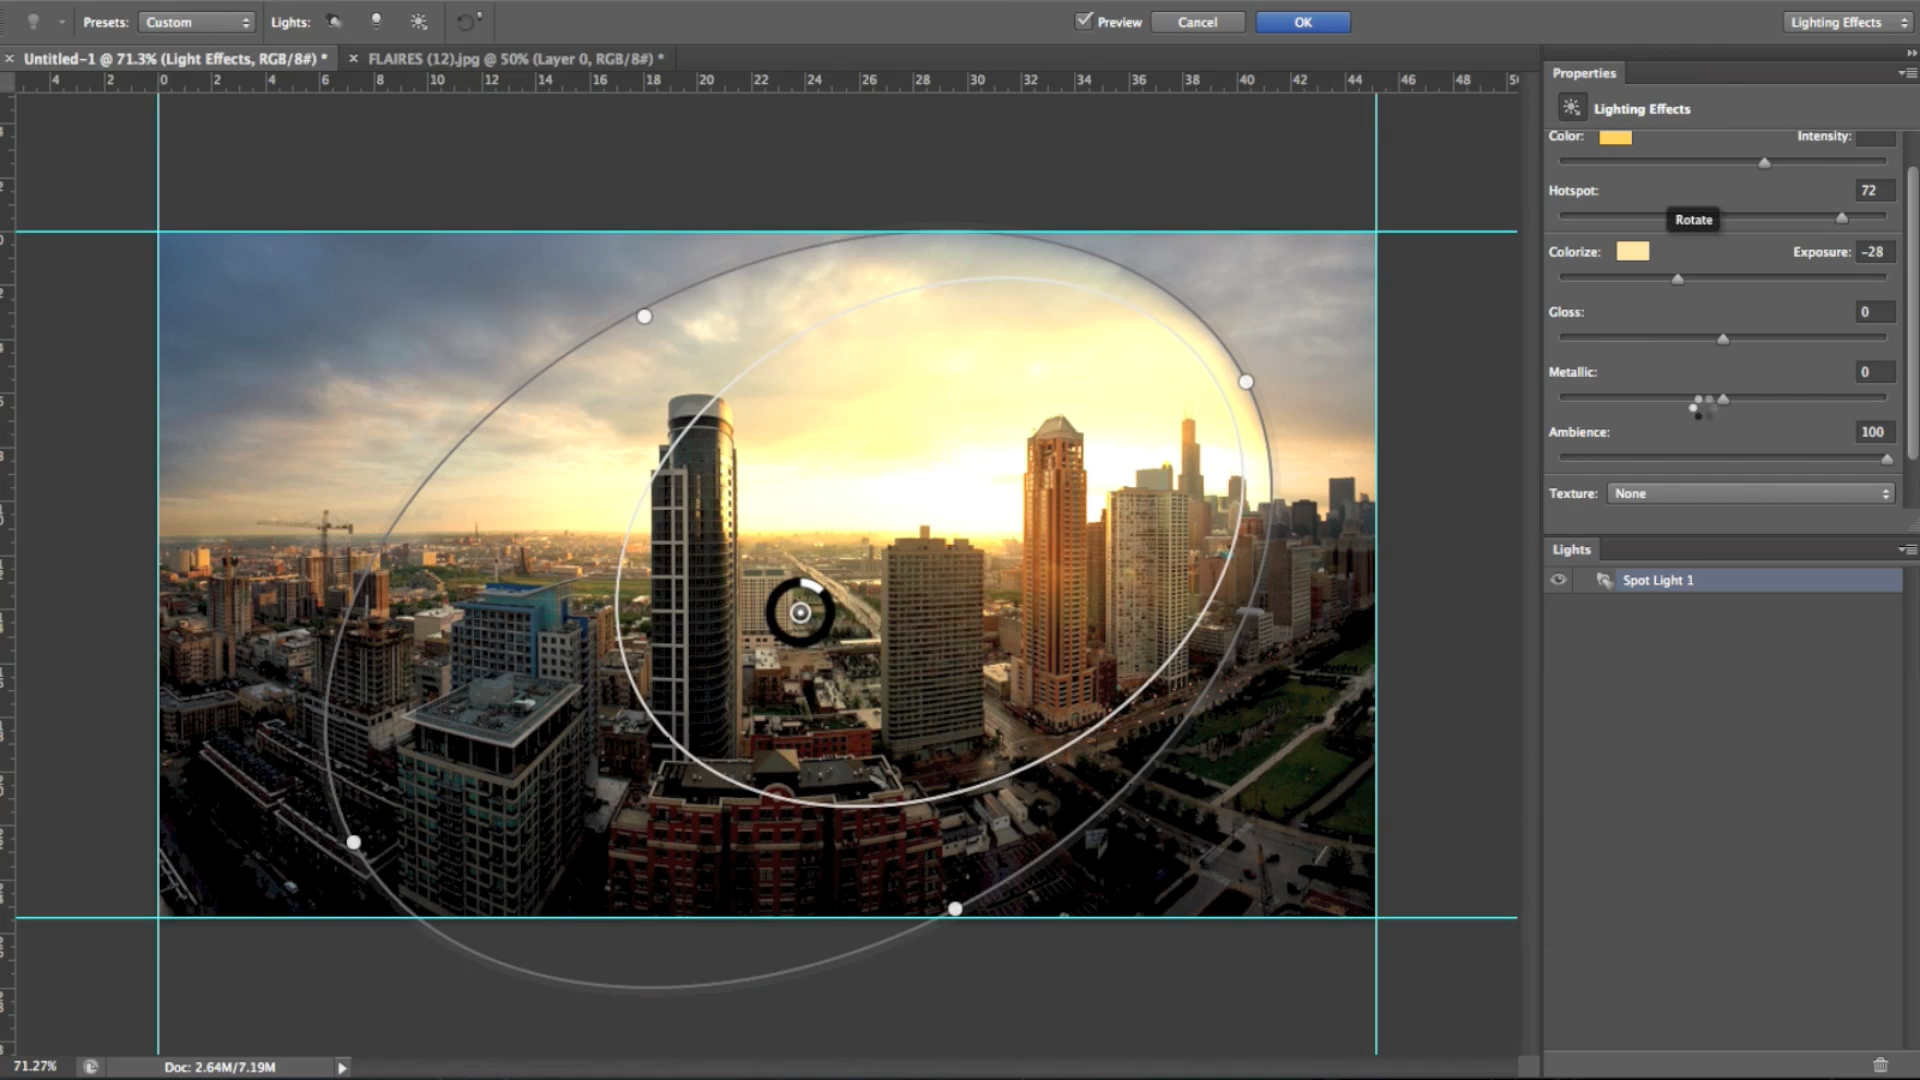 Presets: Custom Lights: Preview Cancel OK Lighting Effects
Untitled-1 @ 71.3% (Light Effects, RGB/8#) * FLAIRES (12).jpg @ 50% (Layer 0, RGB/8#) *
4 2 0 2 4 6 8 10 12 14 16 18 20 22 24 26 28 30 32 34 36 38 40 42 44 46 48
Properties
Lighting Effects
Color: Intensity:
Hotspot: 72
Rotate
Colorize: Exposure: -28
Gloss: 0
Metallic: 0
Ambience: 100
Texture: None
Lights
Spot Light 1
71.27% Doc: 2.64M/7.19M